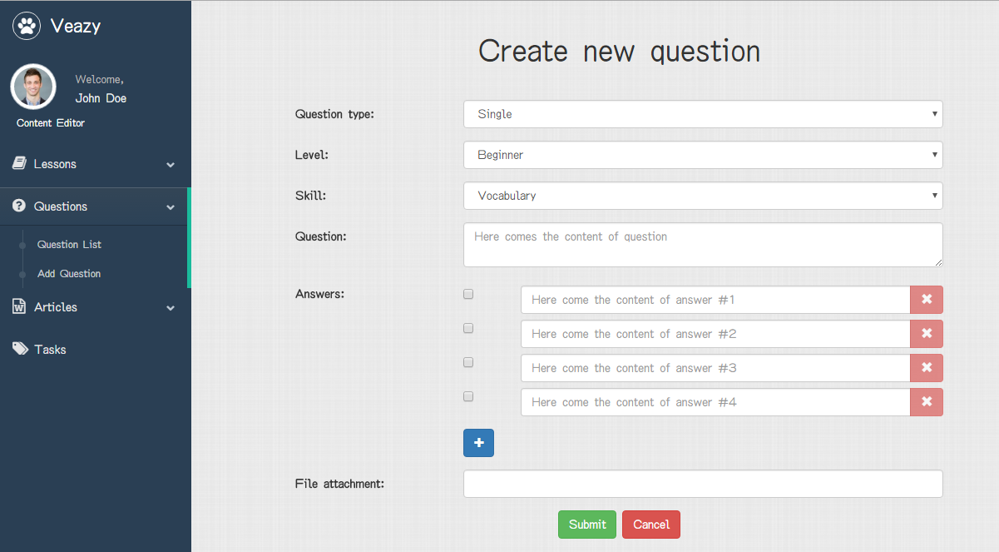 Veazy
Welcome,
John Doe
Content Editor
Lessons
Questions
Question List
Add Question
Articles
Tasks
Create new question
Question type: Single
Level: Beginner
Skill: Vocabulary
Question: Here comes the content of question
Answers: Here come the content of answer #1
Here come the content of answer #2
Here come the content of answer #3
Here come the content of answer #4
File attachment:
Submit Cancel